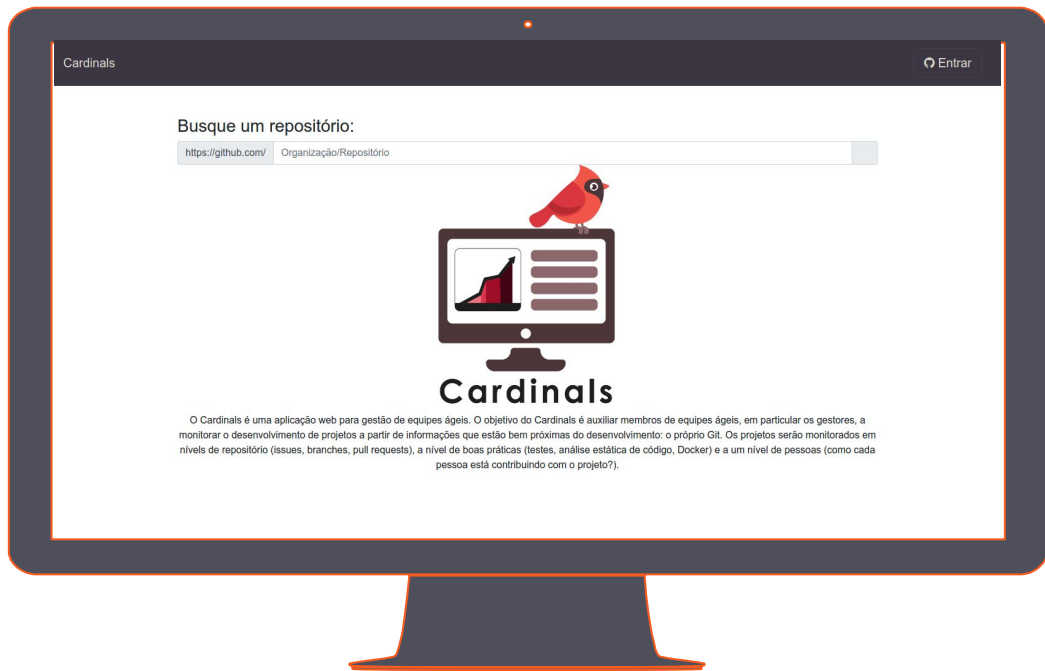 Cardinals
Entrar
Busque um repositório:
https://github.com/ Organização/Repositório
Cardinals
O Cardinals é uma aplicação web para gestão de equipes ágeis. O objetivo do Cardinals é auxiliar membros de equipes ágeis, em particular os gestores, a
monitorar o desenvolvimento de projetos a partir de informações que estão bem próximas do desenvolvimento: o próprio Git. Os projetos serão monitorados em
níveis de repositório (issues, branches, pull requests), a nível de boas práticas (testes, análise estática de código, Docker) e a um nível de pessoas (como cada
pessoa está contribuindo com o projeto?).